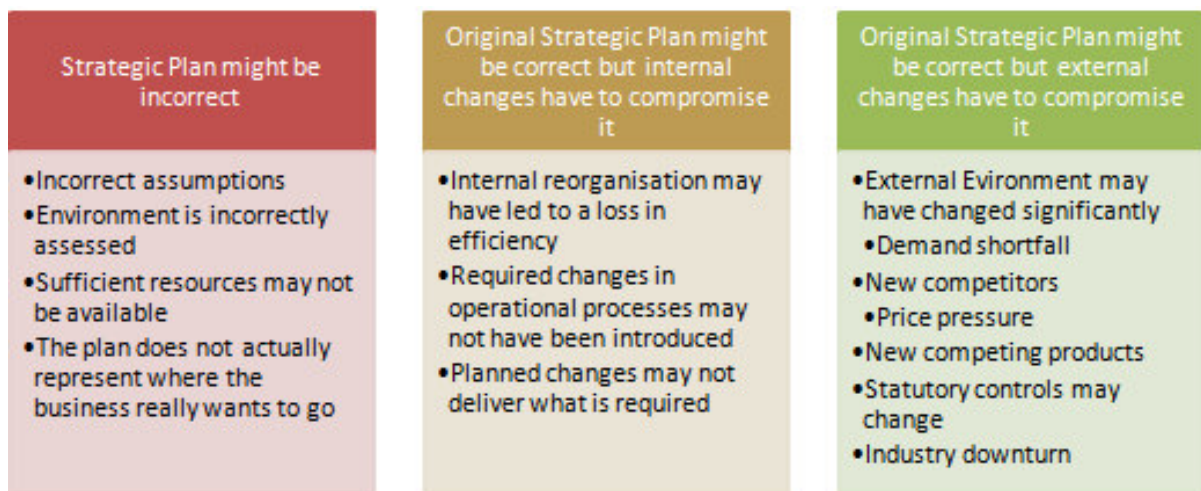 Strategic Plan might be
incorrect
•Incorrect assumptions
•Environment is incorrectly
assessed
•Sufficient resources may not
be available
•The plan does not actually
represent where the
business really wants to go
Original Strategic Plan might
be correct but internal
changes have to compromise
it
•Internal reorganisation may
have led to a loss in
efficiency
•Required changes in
operational processes may
not have been introduced
•Planned changes may not
deliver what is required
Original Strategic Plan might
be correct but external
changes have to compromise
it
•External Evironment may
have changed significantly
•Demand shortfall
•New competitors
•Price pressure
•New competing products
•Statutory controls may
change
•Industry downturn